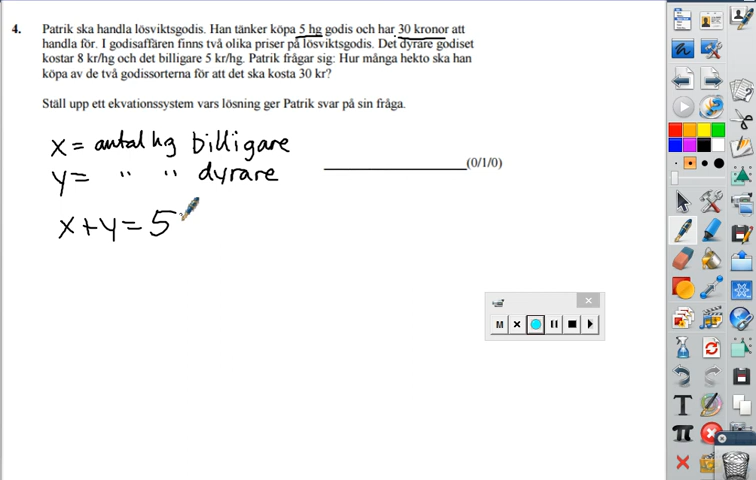 4. Patrik ska handla lösviktsgodis. Han tänker köpa 5 hg godis och har 30 kronor att
handla för. I godisaffären finns två olika priser på lösviktsgodis. Det dyrare godiset
kostar 8 kr/hg och det billigare 5 kr/hg. Patrik frågar sig: Hur många hekto ska han
köpa av de två godissorterna för att det ska kosta 30 kr?
Ställ upp ett ekvationssystem vars lösning ger Patrik svar på sin fråga.
x = antal hg billigare
y = " " dyrare
(0/1/0)
x+y=5
M
T
π